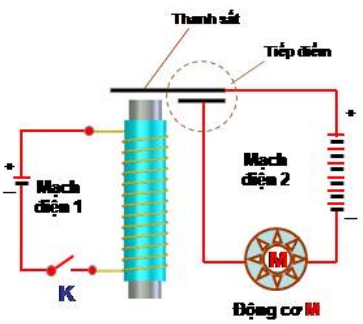 Thanh sắt
Tiếp điểm
+
−
Mạch
điện 1
K
Mạch
điện 2
+
−
M
Động cơ M